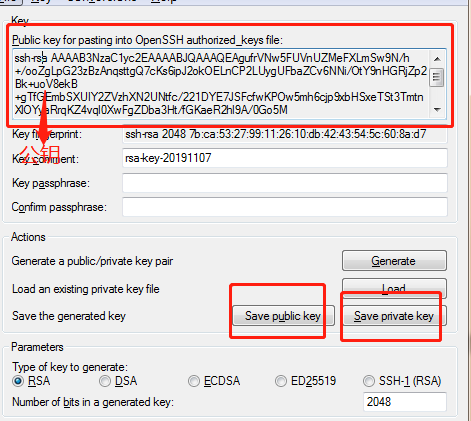 Key
Public key for pasting into OpenSSH authorized_keys file:
ssh-rsa AAAAB3NzaC1yc2EAAAABJQAAAQEAgufrVNw5FUVnUZMeFXLmSw9N/h
+/ooZgLpG23zBzAnqsttgQ7cKs6ipJ2okOELnCP2LUygUFbaZCv6NNi/OtY9nHGRjZp2
Bk+uoV8ekB
+gTfGEmbSXUIY2ZVzhXN2UNtfc/221DYE7JSFcfwKPOw5mh6cjp9xbHSxeTSt3Tmtn
XIOYyaRrqKZ4vql0XwFgZDba3Ht/fGKaeR2hl9A/0Go5M
公钥
Key fingerprint: ssh-rsa 2048 7b:ca:53:27:99:11:26:10:db:42:43:54:5c:60:8a:d7
Key comment: rsa-key-20191107
Key passphrase:
Confirm passphrase:
Actions
Generate a public/private key pair Generate
Load an existing private key file Load
Save the generated key Save public key Save private key
Parameters
Type of key to generate:
RSA DSA ECDSA ED25519 SSH-1 (RSA)
Number of bits in a generated key: 2048